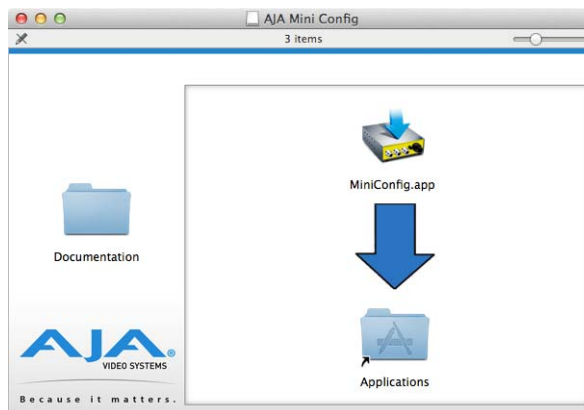 AJA Mini Config
3 items
MiniConfig.app
Documentation
Applications
AJA
VIDEO SYSTEMS
Because it matters.